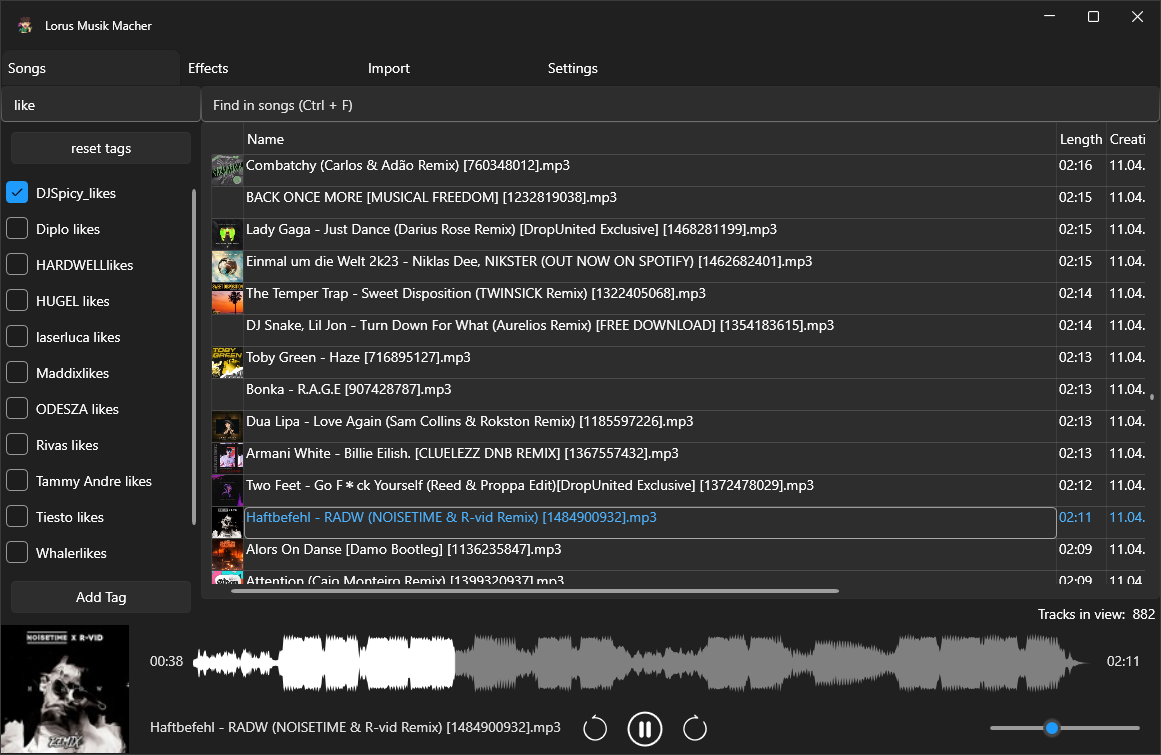 Lorus Musik Macher
Songs Effects Import Settings
like
Find in songs (Ctrl + F)
reset tags
DJSpicy_likes
Diplo likes
HARDWELLlikes
HUGEL likes
laserluca likes
Maddixlikes
ODESZA likes
Rivas likes
Tammy Andre likes
Tiesto likes
Whalerlikes
Add Tag
Name Length Creati
Combatchy (Carlos & Adão Remix) [760348012].mp3 02:16 11.04.
BACK ONCE MORE [MUSICAL FREEDOM] [1232819038].mp3 02:15 11.04.
Lady Gaga - Just Dance (Darius Rose Remix) [DropUnited Exclusive] [1468281199].mp3 02:15 11.04.
Einmal um die Welt 2k23 - Niklas Dee, NIKSTER (OUT NOW ON SPOTIFY) [1462682401].mp3 02:15 11.04.
The Temper Trap - Sweet Disposition (TWINSICK Remix) [1322405068].mp3 02:14 11.04.
DJ Snake, Lil Jon - Turn Down For What (Aurelios Remix) [FREE DOWNLOAD] [1354183615].mp3 02:14 11.04.
TOBY GREEN
Toby Green - Haze [716895127].mp3 02:13 11.04.
Bonka - R.A.G.E [907428787].mp3 02:13 11.04.
Dua Lipa - Love Again (Sam Collins & Rokston Remix) [1185597226].mp3 02:13 11.04.
Armani White - Billie Eilish. [CLUELEZZ DNB REMIX] [1367557432].mp3 02:13 11.04.
Two Feet - Go F＊ck Yourself (Reed & Proppa Edit)[DropUnited Exclusive] [1372478029].mp3 02:12 11.04.
Haftbefehl - RADW (NOISETIME & R-vid Remix) [1484900932].mp3 02:11 11.04.
Alors On Danse [Damo Bootleg] [1136235847].mp3 02:09 11.04.
Attention (Caio Monteiro Remix) [1399320937].mp3 02:09 11.04
Tracks in view: 882
NOISETIME X R-VID
REMIX
00:38
02:11
Haftbefehl - RADW (NOISETIME & R-vid Remix) [1484900932].mp3